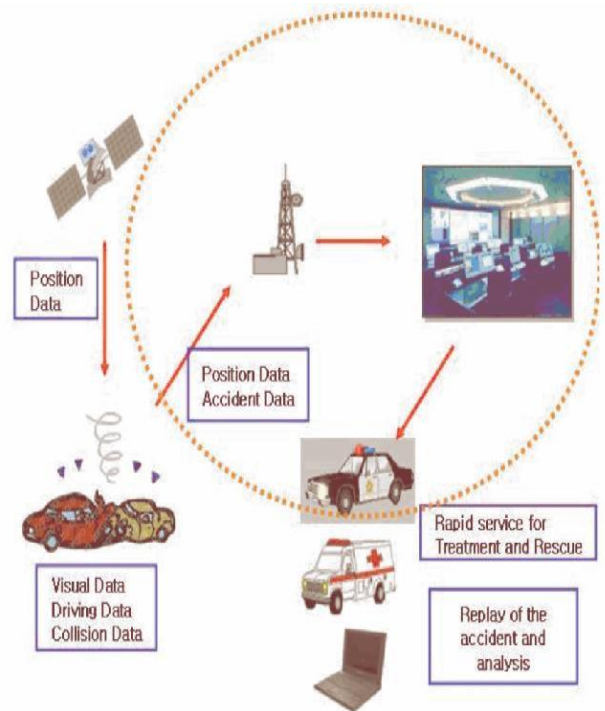 Position
Data
Position Data
Accident Data
Rapid service for
Treatment and Rescue
Visual Data
Driving Data
Collision Data
Replay of the
accident and
analysis